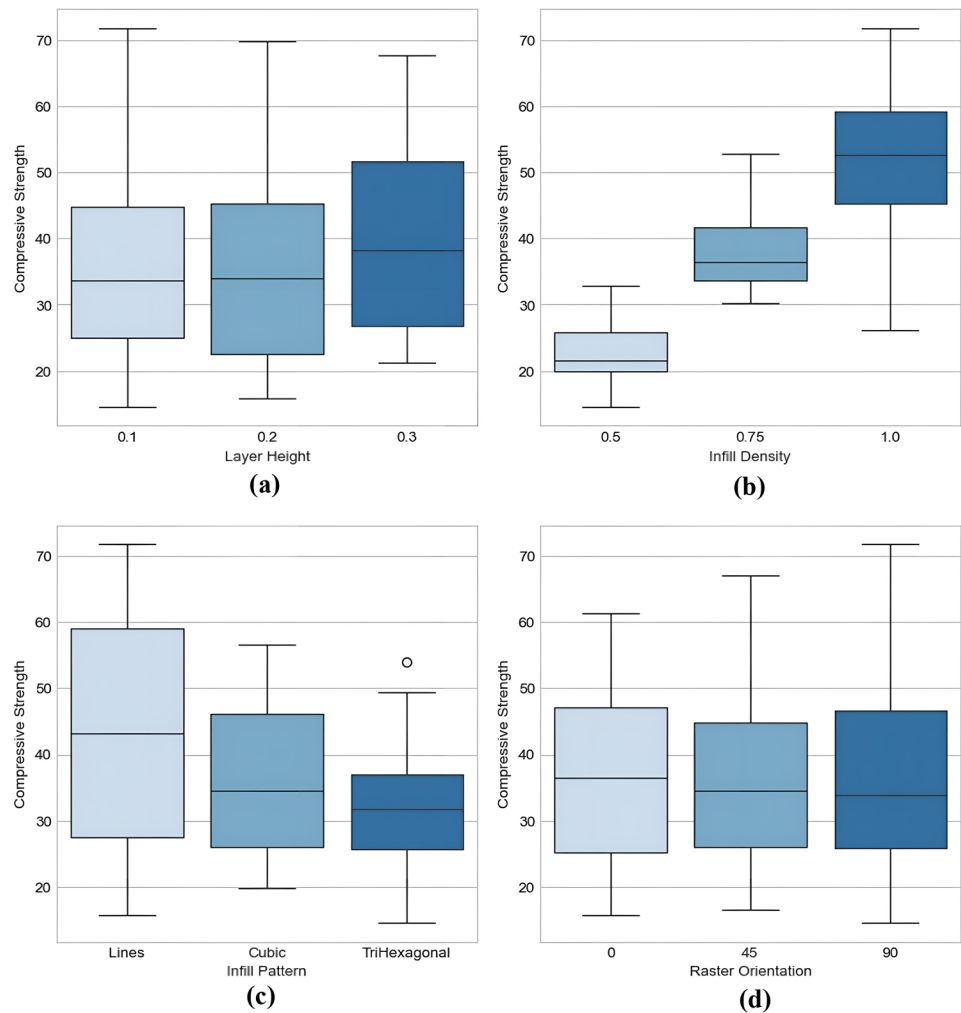 70
60
50
40
30
20
Compressive Strength
0.1 0.2 0.3
Layer Height
(a)
70
60
50
40
30
20
Compressive Strength
0.5 0.75 1.0
Infill Density
(b)
70
60
50
40
30
20
Compressive Strength
Lines Cubic TriHexagonal
Infill Pattern
(c)
70
60
50
40
30
20
Compressive Strength
0 45 90
Raster Orientation
(d)